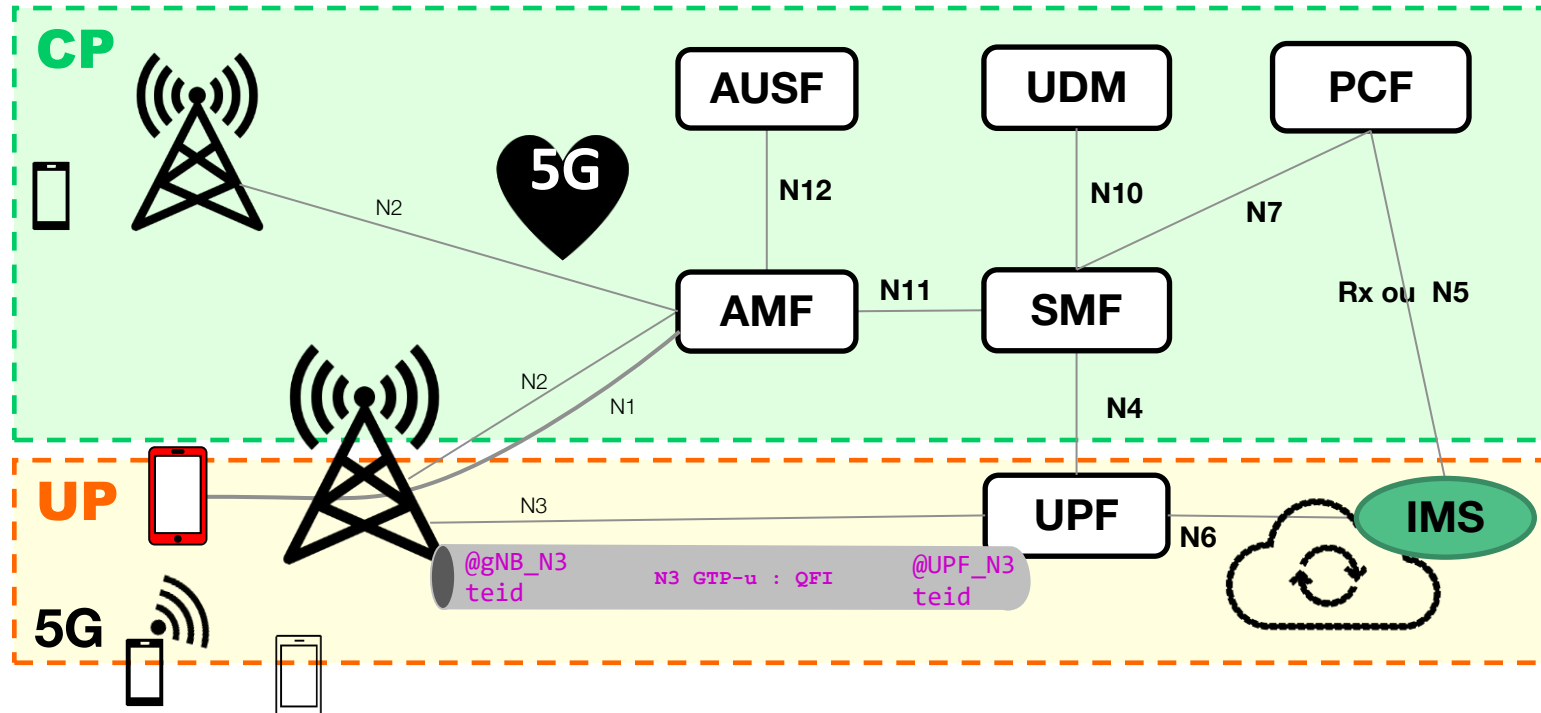 CP
AUSF
UDM
PCF
5G
N12
N10
N7
N2
AMF
N11
SMF
Rx ou N5
N2
N1
N4
UP
N3
UPF
N6
IMS
@gNB_N3
teid
N3 GTP-u : QFI
@UPF_N3
teid
5G